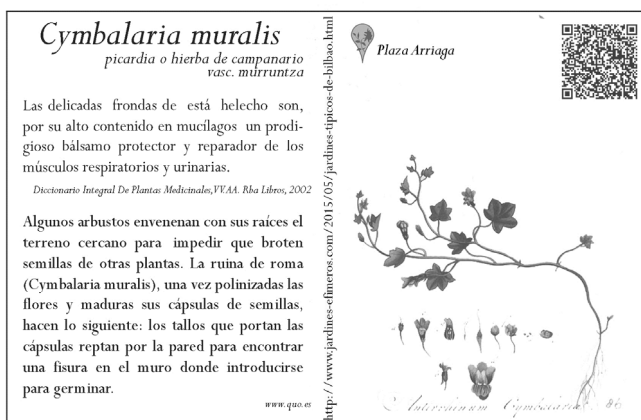 Cymbalaria muralis
picardia o hierba de campanario
vasc. murruntza
Las delicadas frondas de está helecho son,
por su alto contenido en mucílagos un prodi-
gioso bálsamo protector y reparador de los
músculos respiratorios y urinarias.
Diccionario Integral De Plantas Medicinales,VV.AA. Rba Libros, 2002
Algunos arbustos envenenan con sus raíces el
terreno cercano para impedir que broten
semillas de otras plantas. La ruina de roma
(Cymbalaria muralis), una vez polinizadas las
flores y maduras sus cápsulas de semillas,
hacen lo siguiente: los tallos que portan las
cápsulas reptan por la pared para encontrar
una fisura en el muro donde introducirse
para germinar.
www.quo.es
http://www.jardines-efimeros.com/2015/05/jardines-tipicos-de-bilbao.html
Plaza Arriaga
Cymbalaria. 86